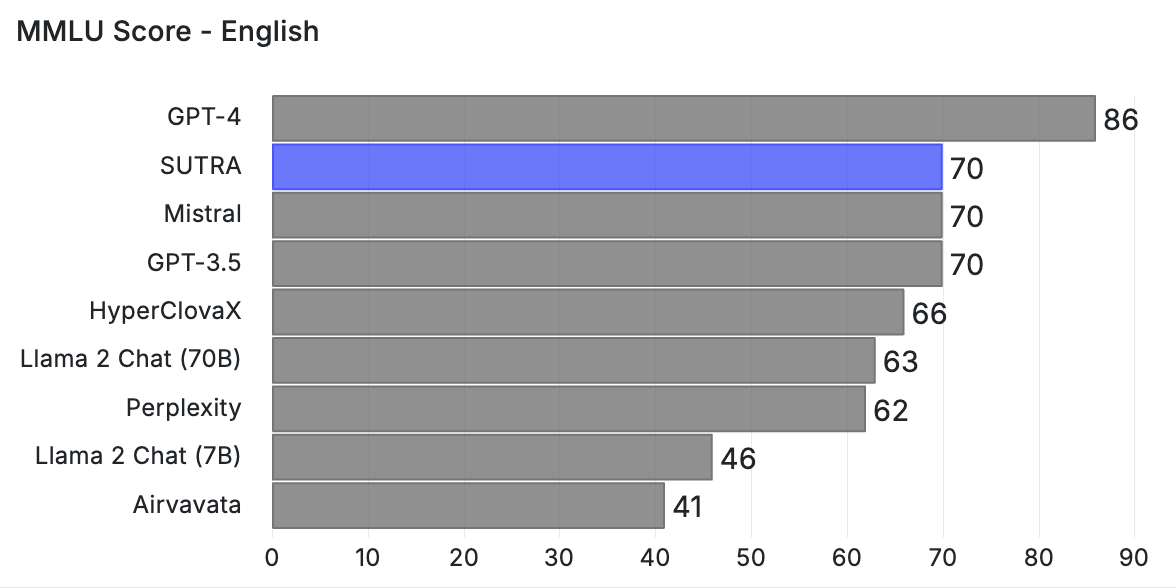 MMLU Score - English
GPT-4 86
SUTRA 70
Mistral 70
GPT-3.5 70
HyperClovaX 66
Llama 2 Chat (70B) 63
Perplexity 62
Llama 2 Chat (7B) 46
Airvavata 41
0 10 20 30 40 50 60 70 80 90